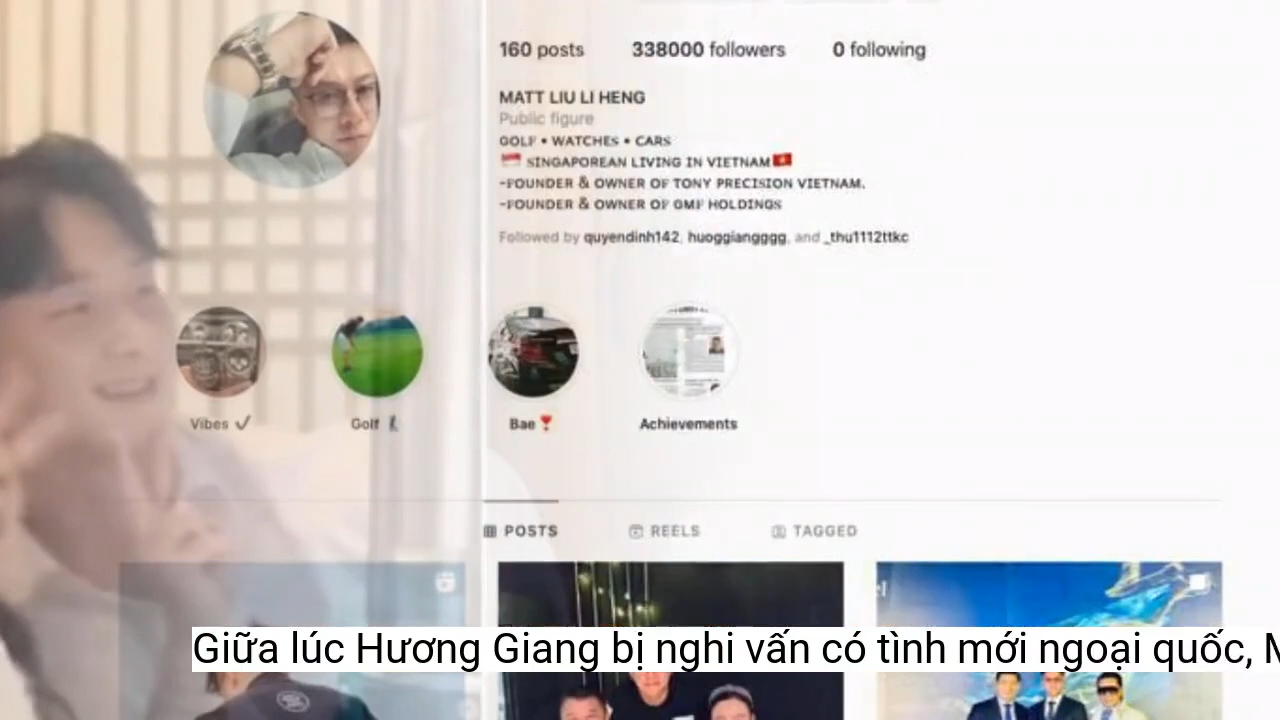 160 posts 338000 followers 0 following
MATT LIU LI HENG
Public figure
GOLF • WATCHES • CARS
🇸🇬 SINGAPOREAN LIVING IN VIETNAM🇻🇳
-FOUNDER & OWNER OF TONY PRECISION VIETNAM.
-FOUNDER & OWNER OF GMF HOLDINGS
Followed by quyendinh142, huoggiangggg, and _thu1112ttkc
Vibes ✓ Golf 🏌 Bae ❣ Achievements
POSTS REELS TAGGED
Giữa lúc Hương Giang bị nghi vấn có tình mới ngoại quốc, M